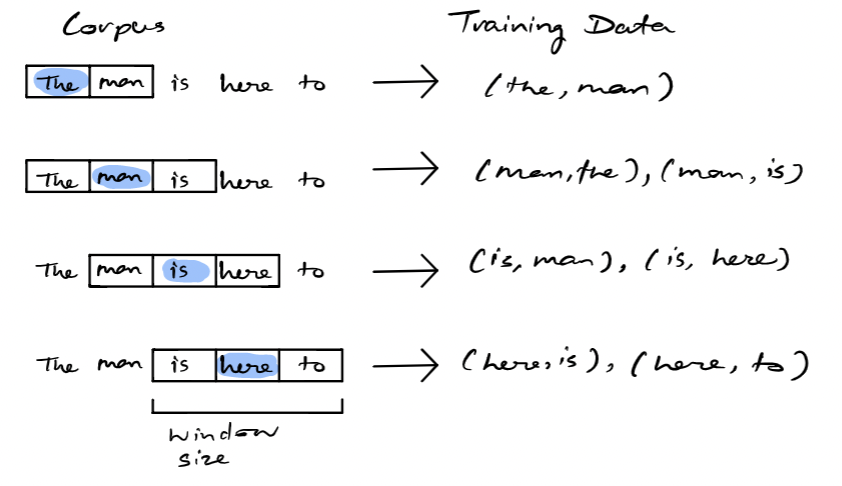 Corpus Training Data
The man is here to → (the, man)
The man is here to → (man, the), (man, is)
The man is here to → (is, man), (is, here)
The man is here to → (here, is), (here, to)
window
size